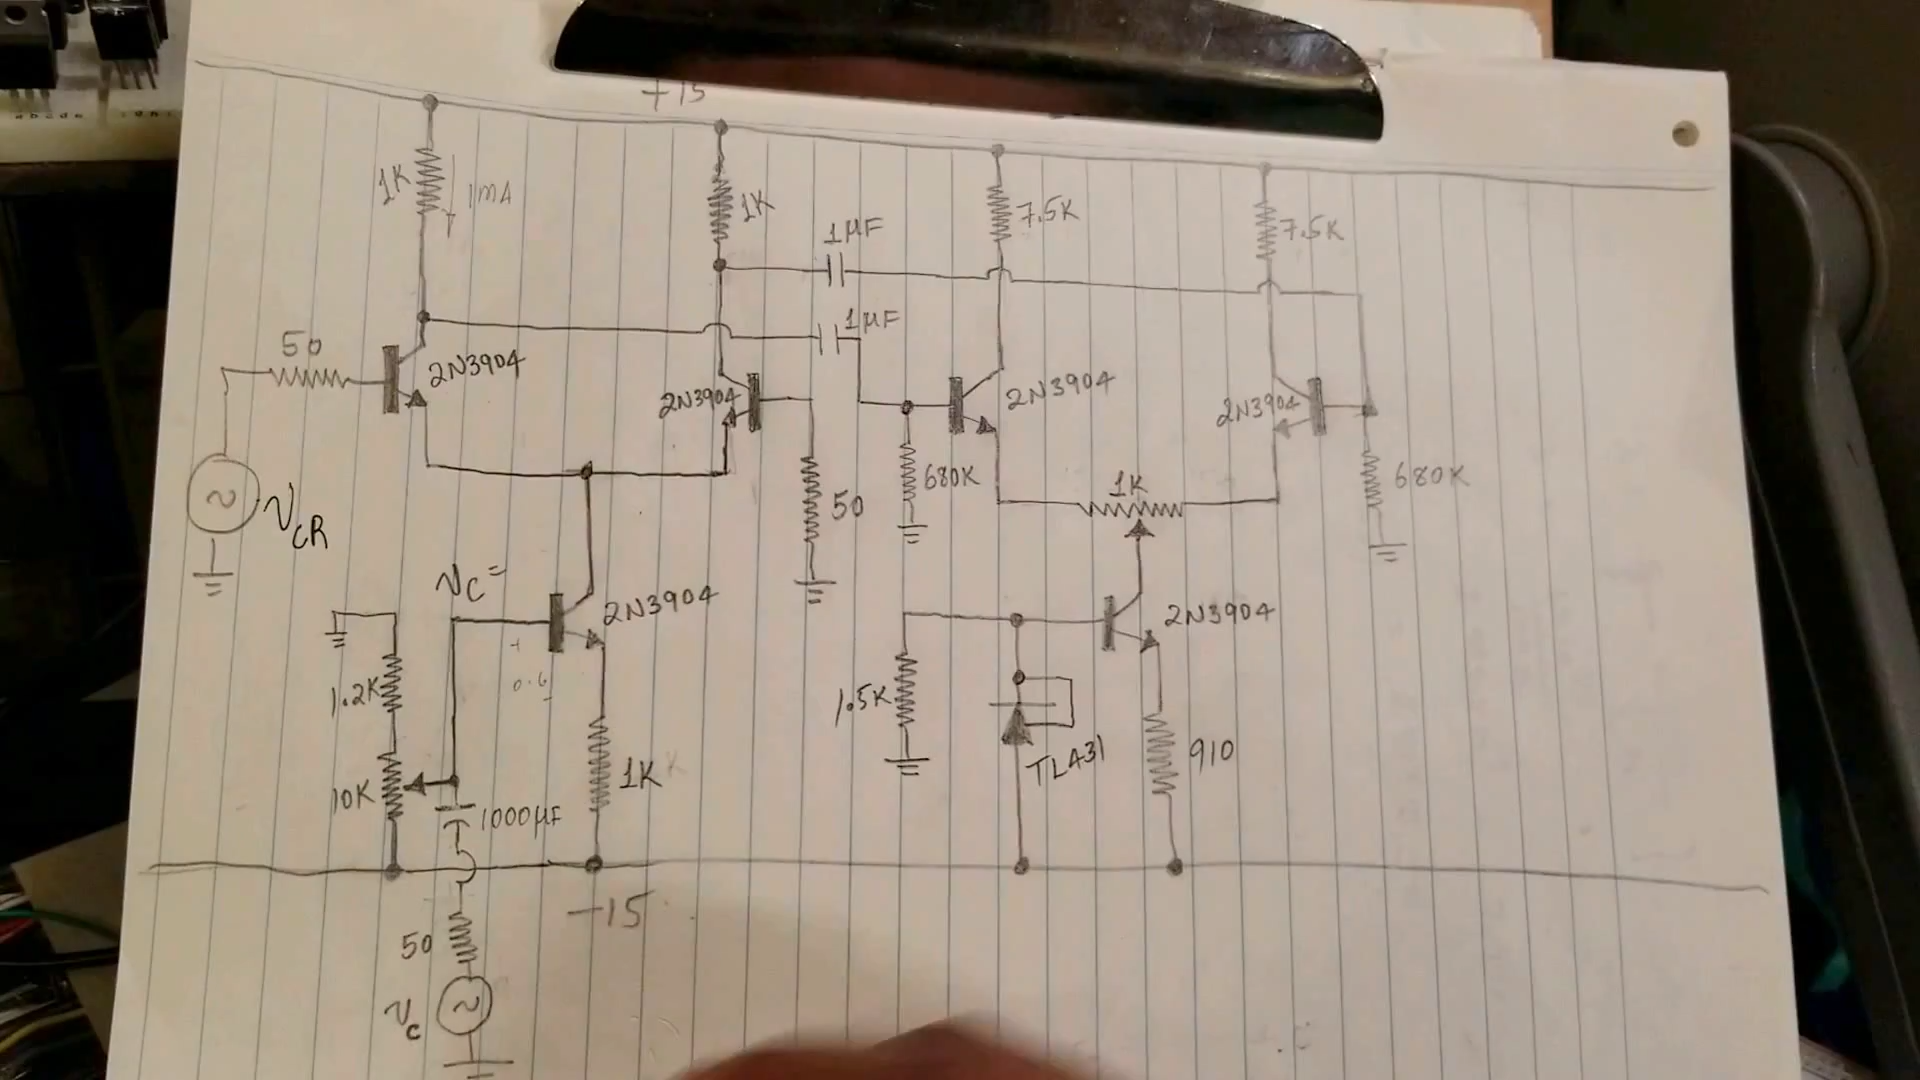 +15
1K
1mA
1K
7.5K
7.5K
1µF
1µF
50
2N3904
2N3904
2N3904
2N3904
VCR
50
680K
1K
680K
VC=
2N3904
2N3904
+
0.6
-
1.2K
1.5K
10K
1K
TL431
910
1000µF
-15
50
Vc